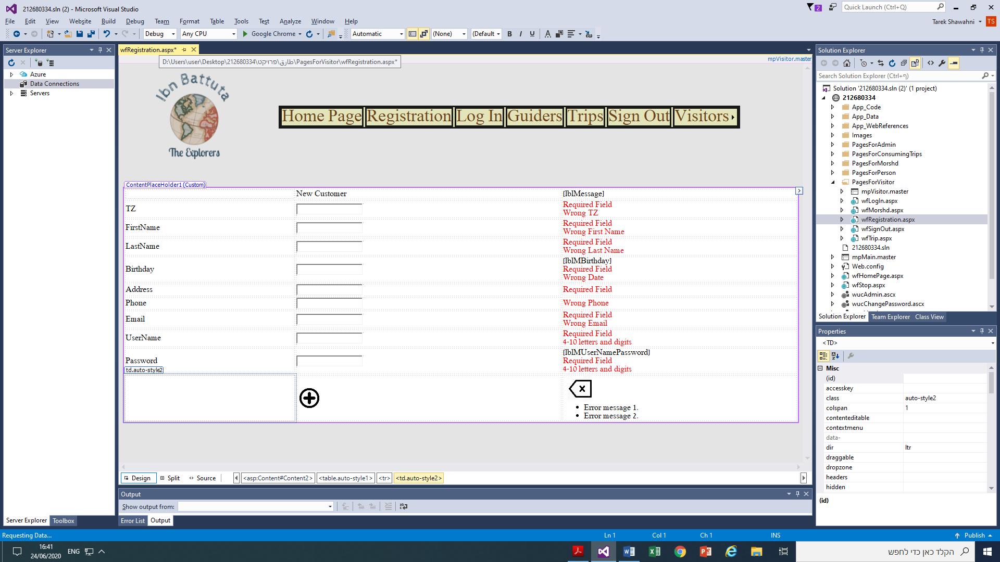 212680334.sln (2) - Microsoft Visual Studio
2
Quick Launch (Ctrl+Q)
File Edit View Website Build Debug Team Format Table Tools Test Analyze Window Help
Tarek Shawahni TS
Debug Any CPU Google Chrome Automatic (None) (Default B I U A
Server Explorer
Azure
Data Connections
Servers
Server Explorer Toolbox
wfRegistration.aspx*
D:\Users\user\Desktop\212680334\פרויקט\طارق\PagesForVisitor\wfRegistration.aspx*
mpVisitor.master
Ibn Battuta
The Explorers
Home Page Registration Log In Guiders Trips Sign Out Visitors
ContentPlaceHolder1 (Custom)
New Customer [lblMessage]
TZ
Required Field
Wrong TZ
FirstName
Required Field
Wrong First Name
LastName
Required Field
Wrong Last Name
Birthday
[lblMBirthday]
Required Field
Wrong Date
Address Required Field
Phone Wrong Phone
Email
Required Field
Wrong Email
UserName
Required Field
4-10 letters and digits
Password
[lblMUserNamePassword]
Required Field
4-10 letters and digits
td.auto-style2
Error message 1.
Error message 2.
Design Split Source <asp:Content#Content2> <table.auto-style1> <tr> <td.auto-style2>
Output
Show output from:
Error List Output
Solution Explorer
Search Solution Explorer (Ctrl+ף)
Solution '212680334.sln (2)' (1 project)
212680334
App_Code
App_Data
App_WebReferences
Images
PagesForAdmin
PagesForConsumingTrips
PagesForMorshd
PagesForPerson
PagesForVisitor
mpVisitor.master
wfLogIn.aspx
wfMorshd.aspx
wfRegistration.aspx
wfSignOut.aspx
wfTrip.aspx
212680334.sln
mpMain.master
Web.config
wfHomePage.aspx
wfStop.aspx
wucAdmin.ascx
wucChangePassword.ascx
Solution Explorer Team Explorer Class View
Properties
<TD>
Misc
(id)
accesskey
class auto-style2
colspan 1
contenteditable
contextmenu
data-
dir ltr
draggable
dropzone
headers
hidden
(id)
Requesting Data... Ln 1 Col 1 Ch 1 INS Publish
16:41
24/06/2020
ENG
הקלד כאן כדי לחפש